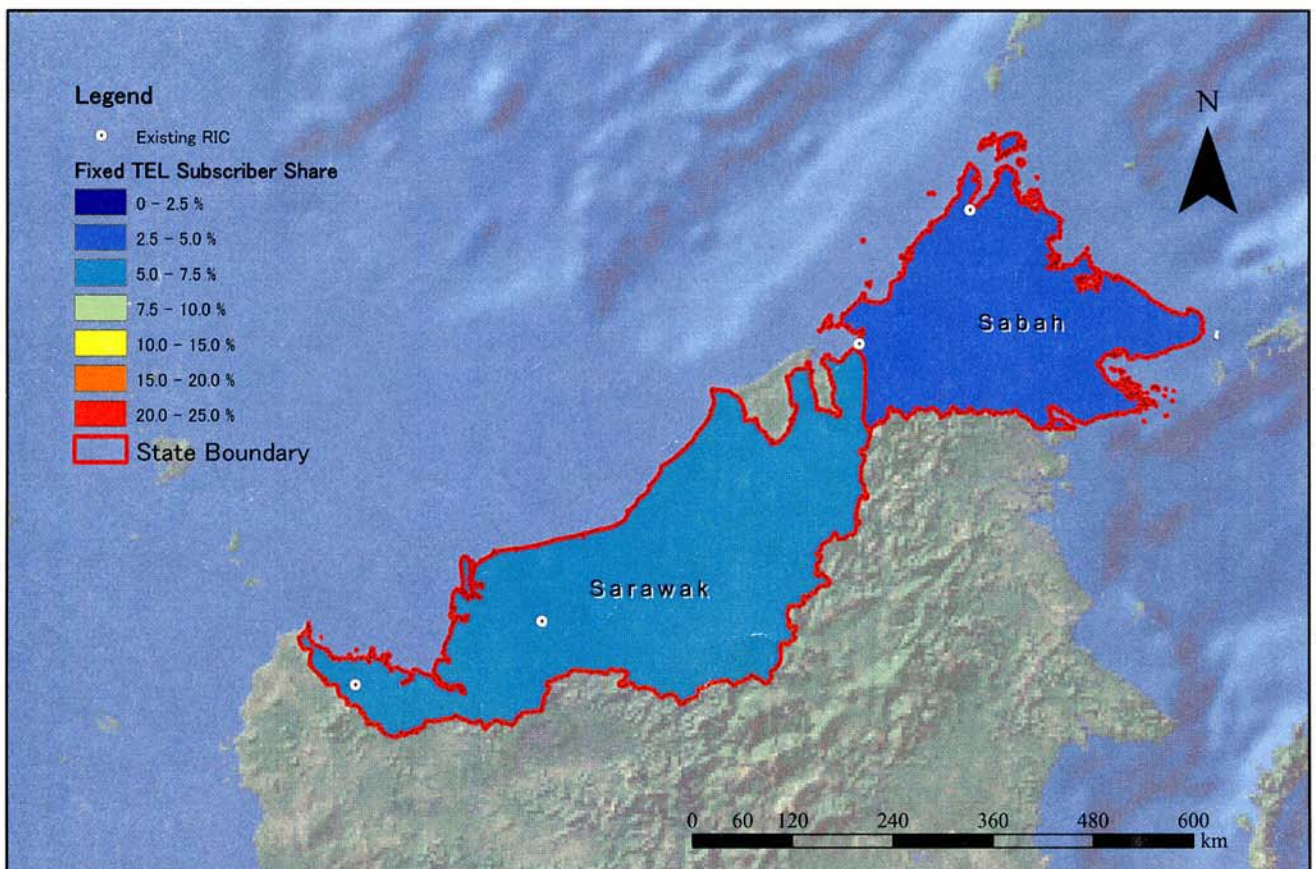 Legend
Existing RIC
Fixed TEL Subscriber Share
0 - 2.5 %
2.5 - 5.0 %
5.0 - 7.5 %
7.5 - 10.0 %
10.0 - 15.0 %
15.0 - 20.0 %
20.0 - 25.0 %
State Boundary
N
Sabah
Sarawak
0 60 120 240 360 480 600
km